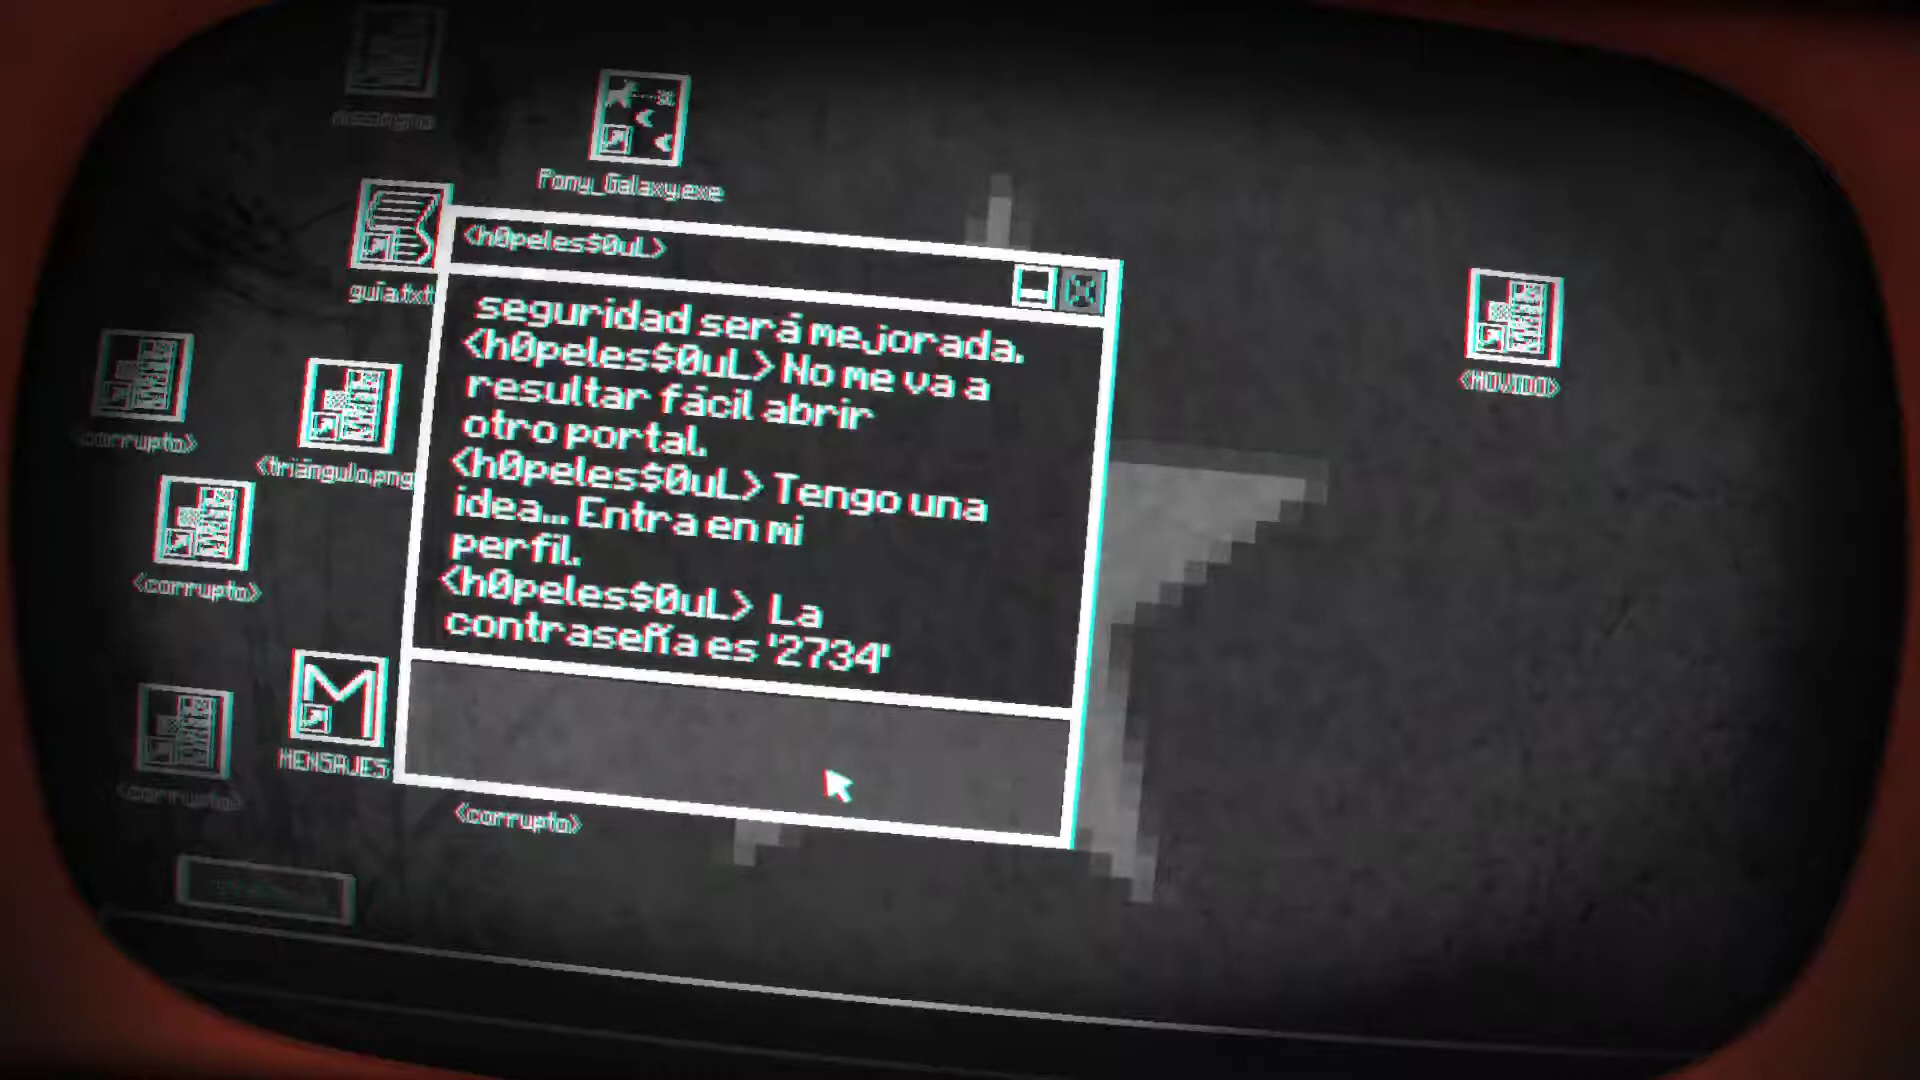 Pony_Galaxy.exe
<h0peles$0uL>
guía.txt
seguridad será mejorada.
<h0peles$0uL> No me va a
resultar fácil abrir
otro portal.
<h0peles$0uL> Tengo una
idea... Entra en mi
perfil.
<h0peles$0uL> La
contraseña es '2734'
<MOVIDO>
<corrupto>
<triángulo.png
<corrupto>
MENSAJES
<corrupto>
<corrupto>